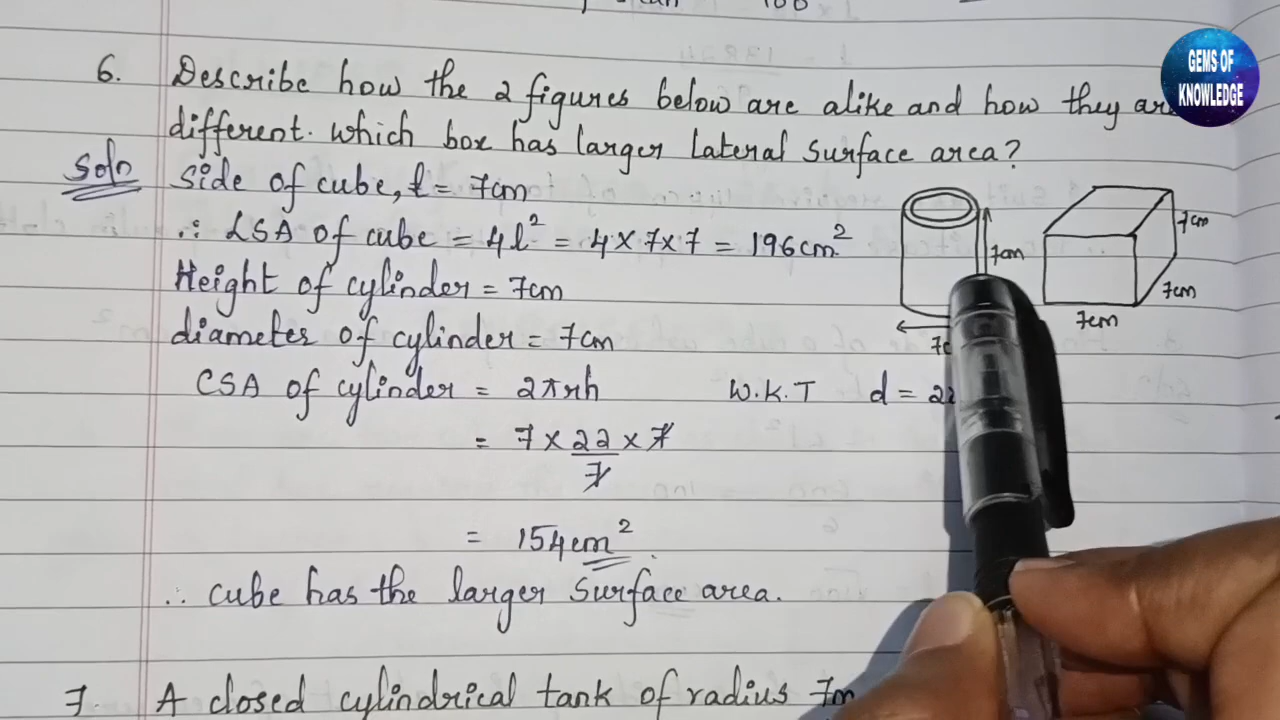 100
6. Describe how the 2 figures below are alike and how they ar
different. which box has larger Lateral Surface area?
Soln Side of cube, l = 7cm
∴ LSA of cube = 4l² = 4 × 7 × 7 = 196cm²
Height of cylinder = 7cm
diameter of cylinder = 7cm
CSA of cylinder = 2πrh W.K.T d = 2
= 7 × 22/7 × 7
= 154cm²
∴ cube has the larger Surface area.
7. A closed cylindrical tank of radius 7m
7cm
7cm
7cm
7cm
GEMS OF
KNOWLEDGE